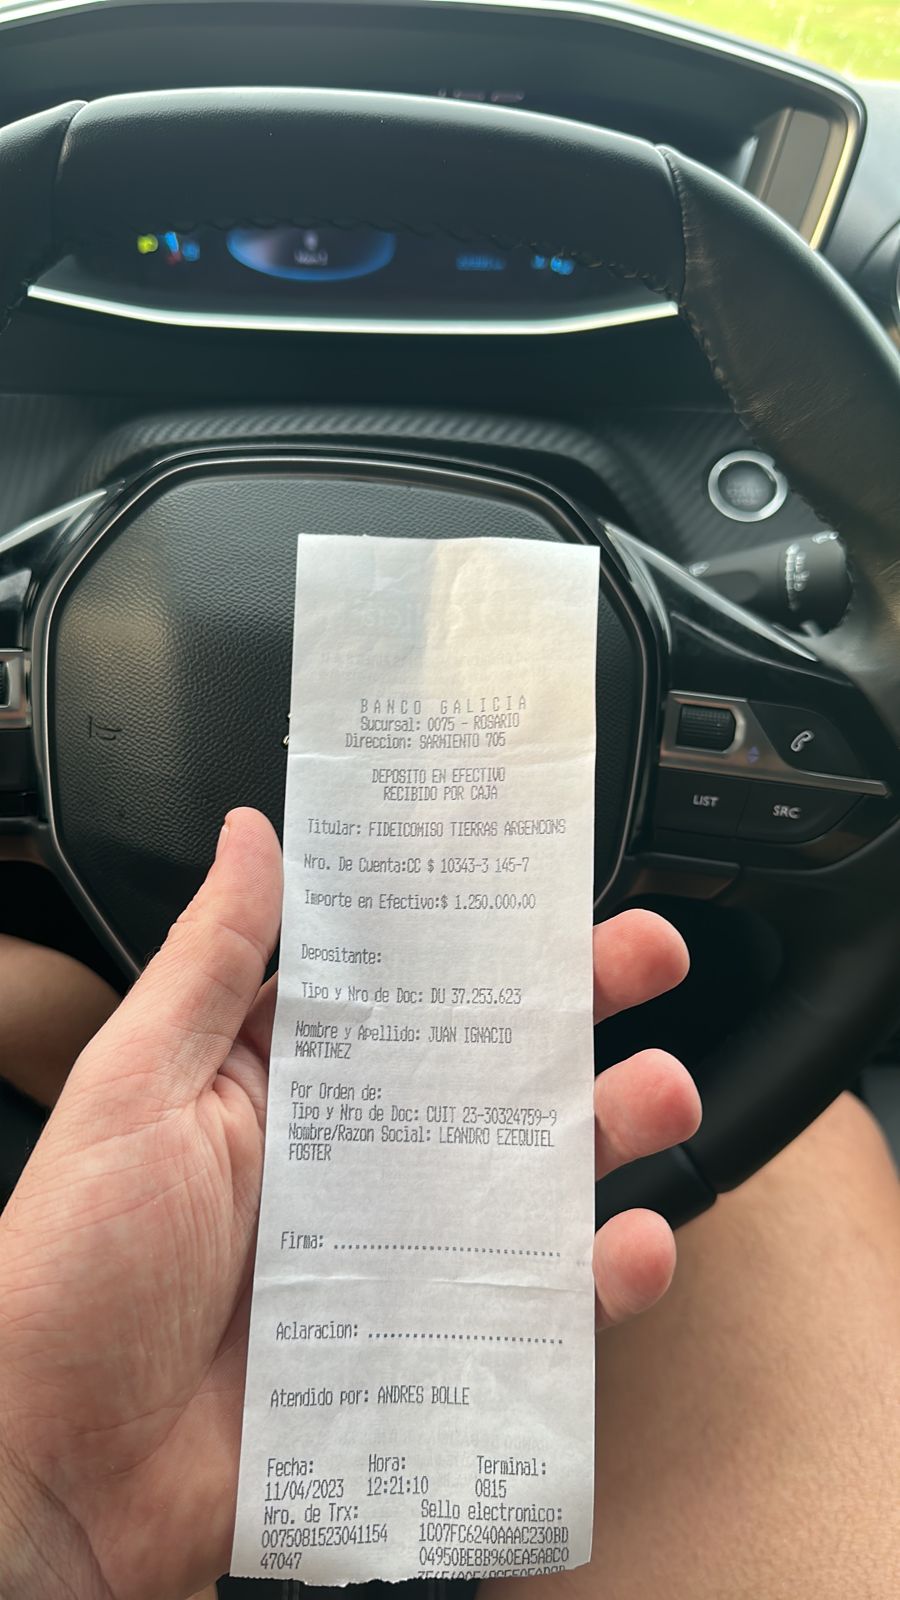 BANCO GALICIA
Sucursal: 0075 - ROSARIO
Direccion: SARMIENTO 705
DEPOSITO EN EFECTIVO
RECIBIDO POR CAJA
Titular: FIDEICOMISO TIERRAS ARGENCONS
Nro. De Cuenta:CC $ 10343-3 145-7
Importe en Efectivo:$ 1.250.000,00
Depositante:
Tipo y Nro de Doc: DU 37.253.623
Nombre y Apellido: JUAN IGNACIO
MARTINEZ
Por Orden de:
Tipo y Nro de Doc: CUIT 23-30324759-9
Nombre/Razon Social: LEANDRO EZEQUIEL
FOSTER
Firma: ................................
Aclaracion: ...........................
Atendido por: ANDRES BOLLE
Fecha: Hora: Terminal:
11/04/2023 12:21:10 0815
Nro. de Trx: Sello electronico:
0075081523041154 1C07FC6240AAAC230BD
47047 04950BE8B960EA5A8C0
LIST
SRC